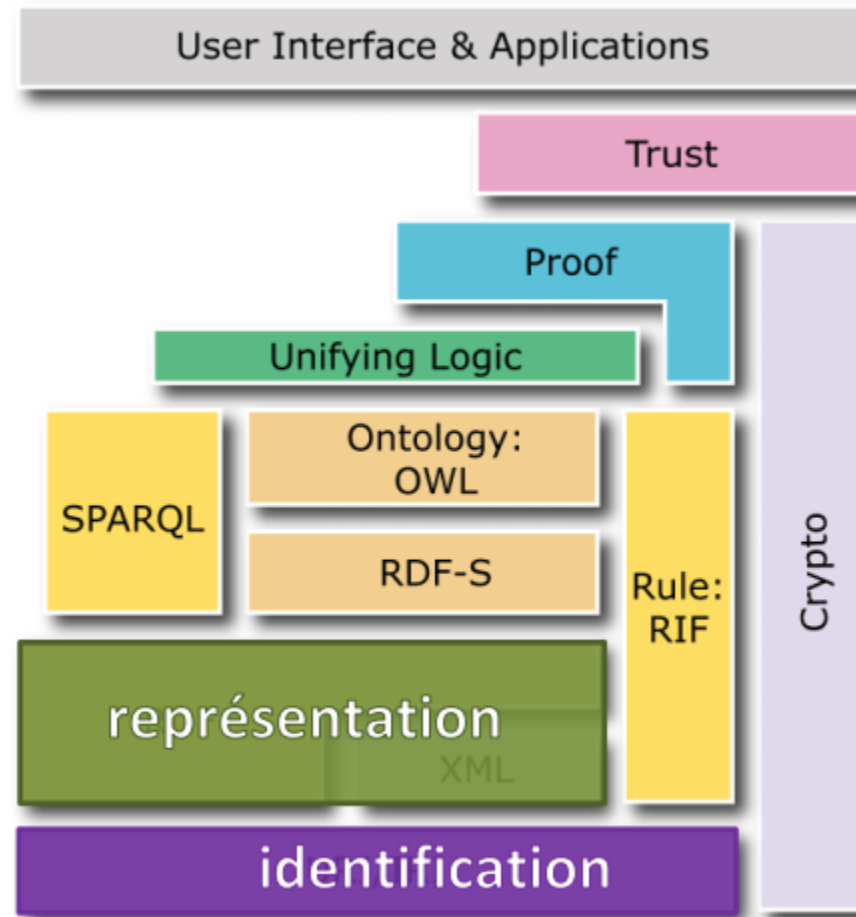 User Interface & Applications
Trust
Proof
Unifying Logic
Ontology:
OWL
SPARQL
RDF-S
Rule:
RIF
Crypto
représentation
XML
identification